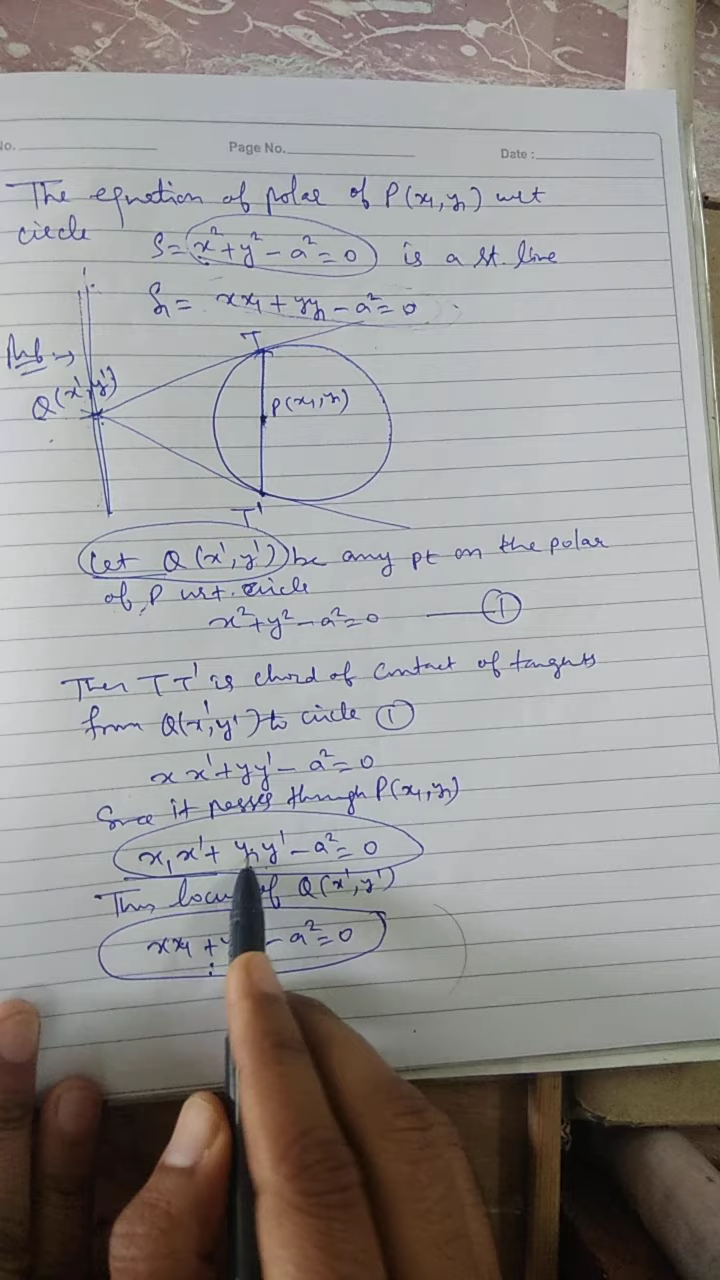 No.
Page No.
Date :
The equation of polar of P(x₁, y₁) wrt
circle S = x² + y² - a² = 0 is a st. line
S₁ = xx₁ + yy₁ - a² = 0
T
Q(x', y')
P(x₁, y₁)
T'
Let Q(x', y') be any pt on the polar
of P wrt. circle
x² + y² - a² = 0 — ①
Then TT' is chord of contact of tangents
from Q(x', y') to circle ①
xx' + yy' - a² = 0
Since it passes through P(x₁, y₁)
x₁x' + y₁y' - a² = 0
Thus locus of Q(x', y')
xx₁ + - a² = 0